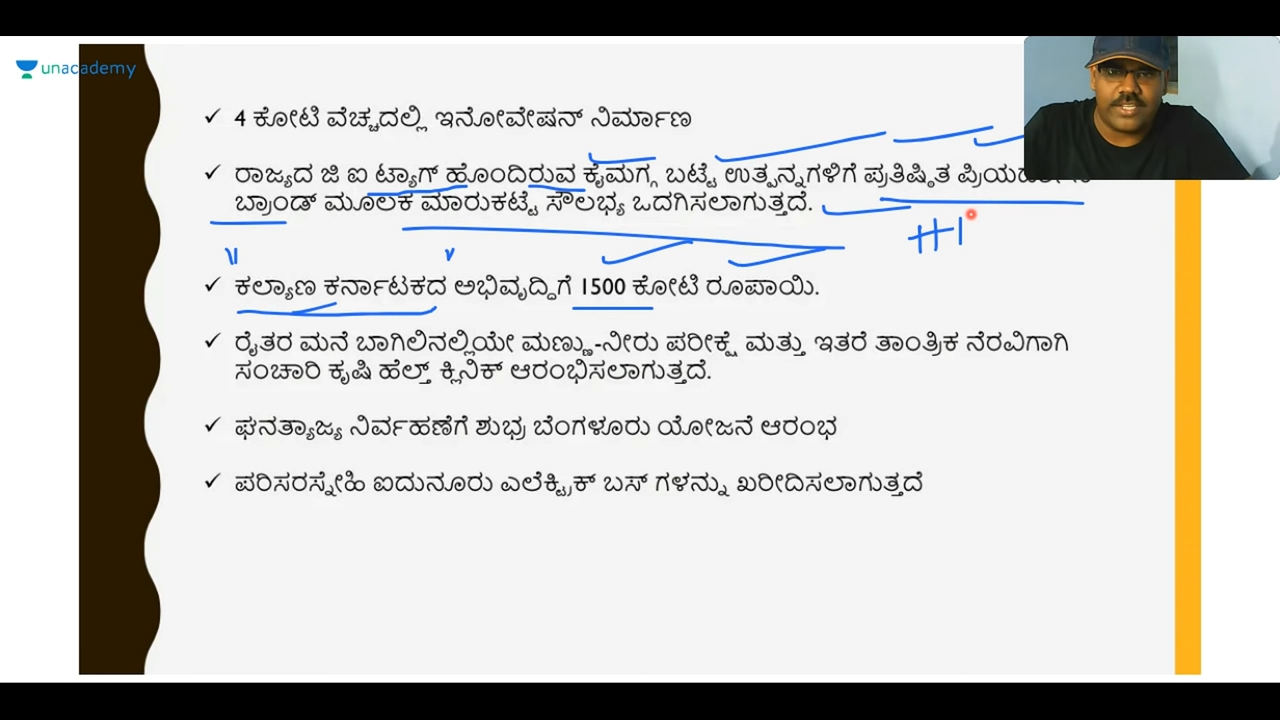 unacademy
4 ಕೋಟಿ ವೆಚ್ಚದಲ್ಲಿ ಇನೋವೇಷನ್ ನಿರ್ಮಾಣ
ರಾಜ್ಯದ ಜಿ ಐ ಟ್ಯಾಗ್ ಹೊಂದಿರುವ ಕೈಮಗ್ಗ ಬಟ್ಟೆ ಉತ್ಪನ್ನಗಳಿಗೆ ಪ್ರತಿಷ್ಠಿತ
ಬ್ರಾಂಡ್ ಮೂಲಕ ಮಾರುಕಟ್ಟೆ ಸೌಲಭ್ಯ ಒದಗಿಸಲಾಗುತ್ತದೆ.
ಕಲ್ಯಾಣ ಕರ್ನಾಟಕದ ಅಭಿವೃದ್ಧಿಗೆ 1500 ಕೋಟಿ ರೂಪಾಯಿ.
ರೈತರ ಮನೆ ಬಾಗಿಲಿನಲ್ಲಿಯೇ ಮಣ್ಣು-ನೀರು ಪರೀಕ್ಷೆ ಮತ್ತು ಇತರೆ ತಾಂತ್ರಿಕ ನೆರವಿಗಾಗಿ
ಸಂಚಾರಿ ಕೃಷಿ ಹೆಲ್ತ್ ಕ್ಲಿನಿಕ್ ಆರಂಭಿಸಲಾಗುತ್ತದೆ.
ಘನತ್ಯಾಜ್ಯ ನಿರ್ವಹಣೆಗೆ ಶುಭ್ರ ಬೆಂಗಳೂರು ಯೋಜನೆ ಆರಂಭ
ಪರಿಸರಸ್ನೇಹಿ ಐದುನೂರು ಎಲೆಕ್ಟ್ರಿಕ್ ಬಸ್ ಗಳನ್ನು ಖರೀದಿಸಲಾಗುತ್ತದೆ